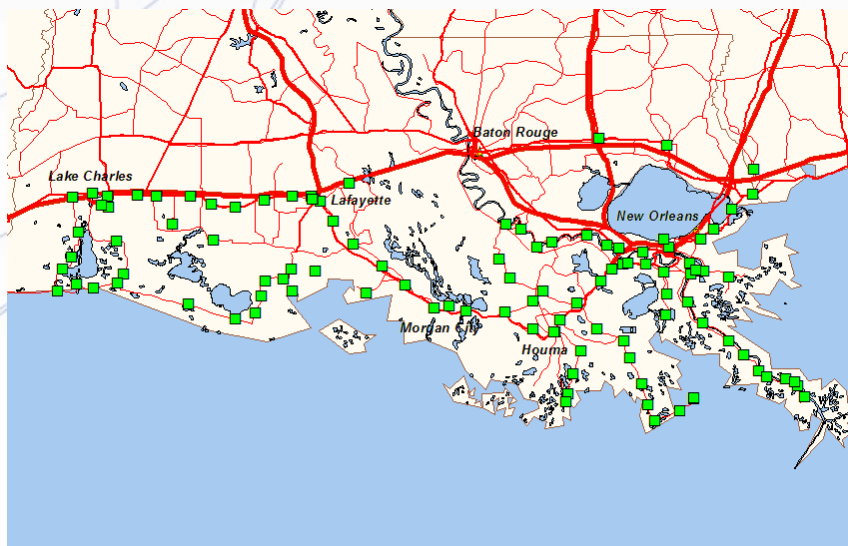 Baton Rouge
Lake Charles
Lafayette
New Orleans
Morgan City
Houma